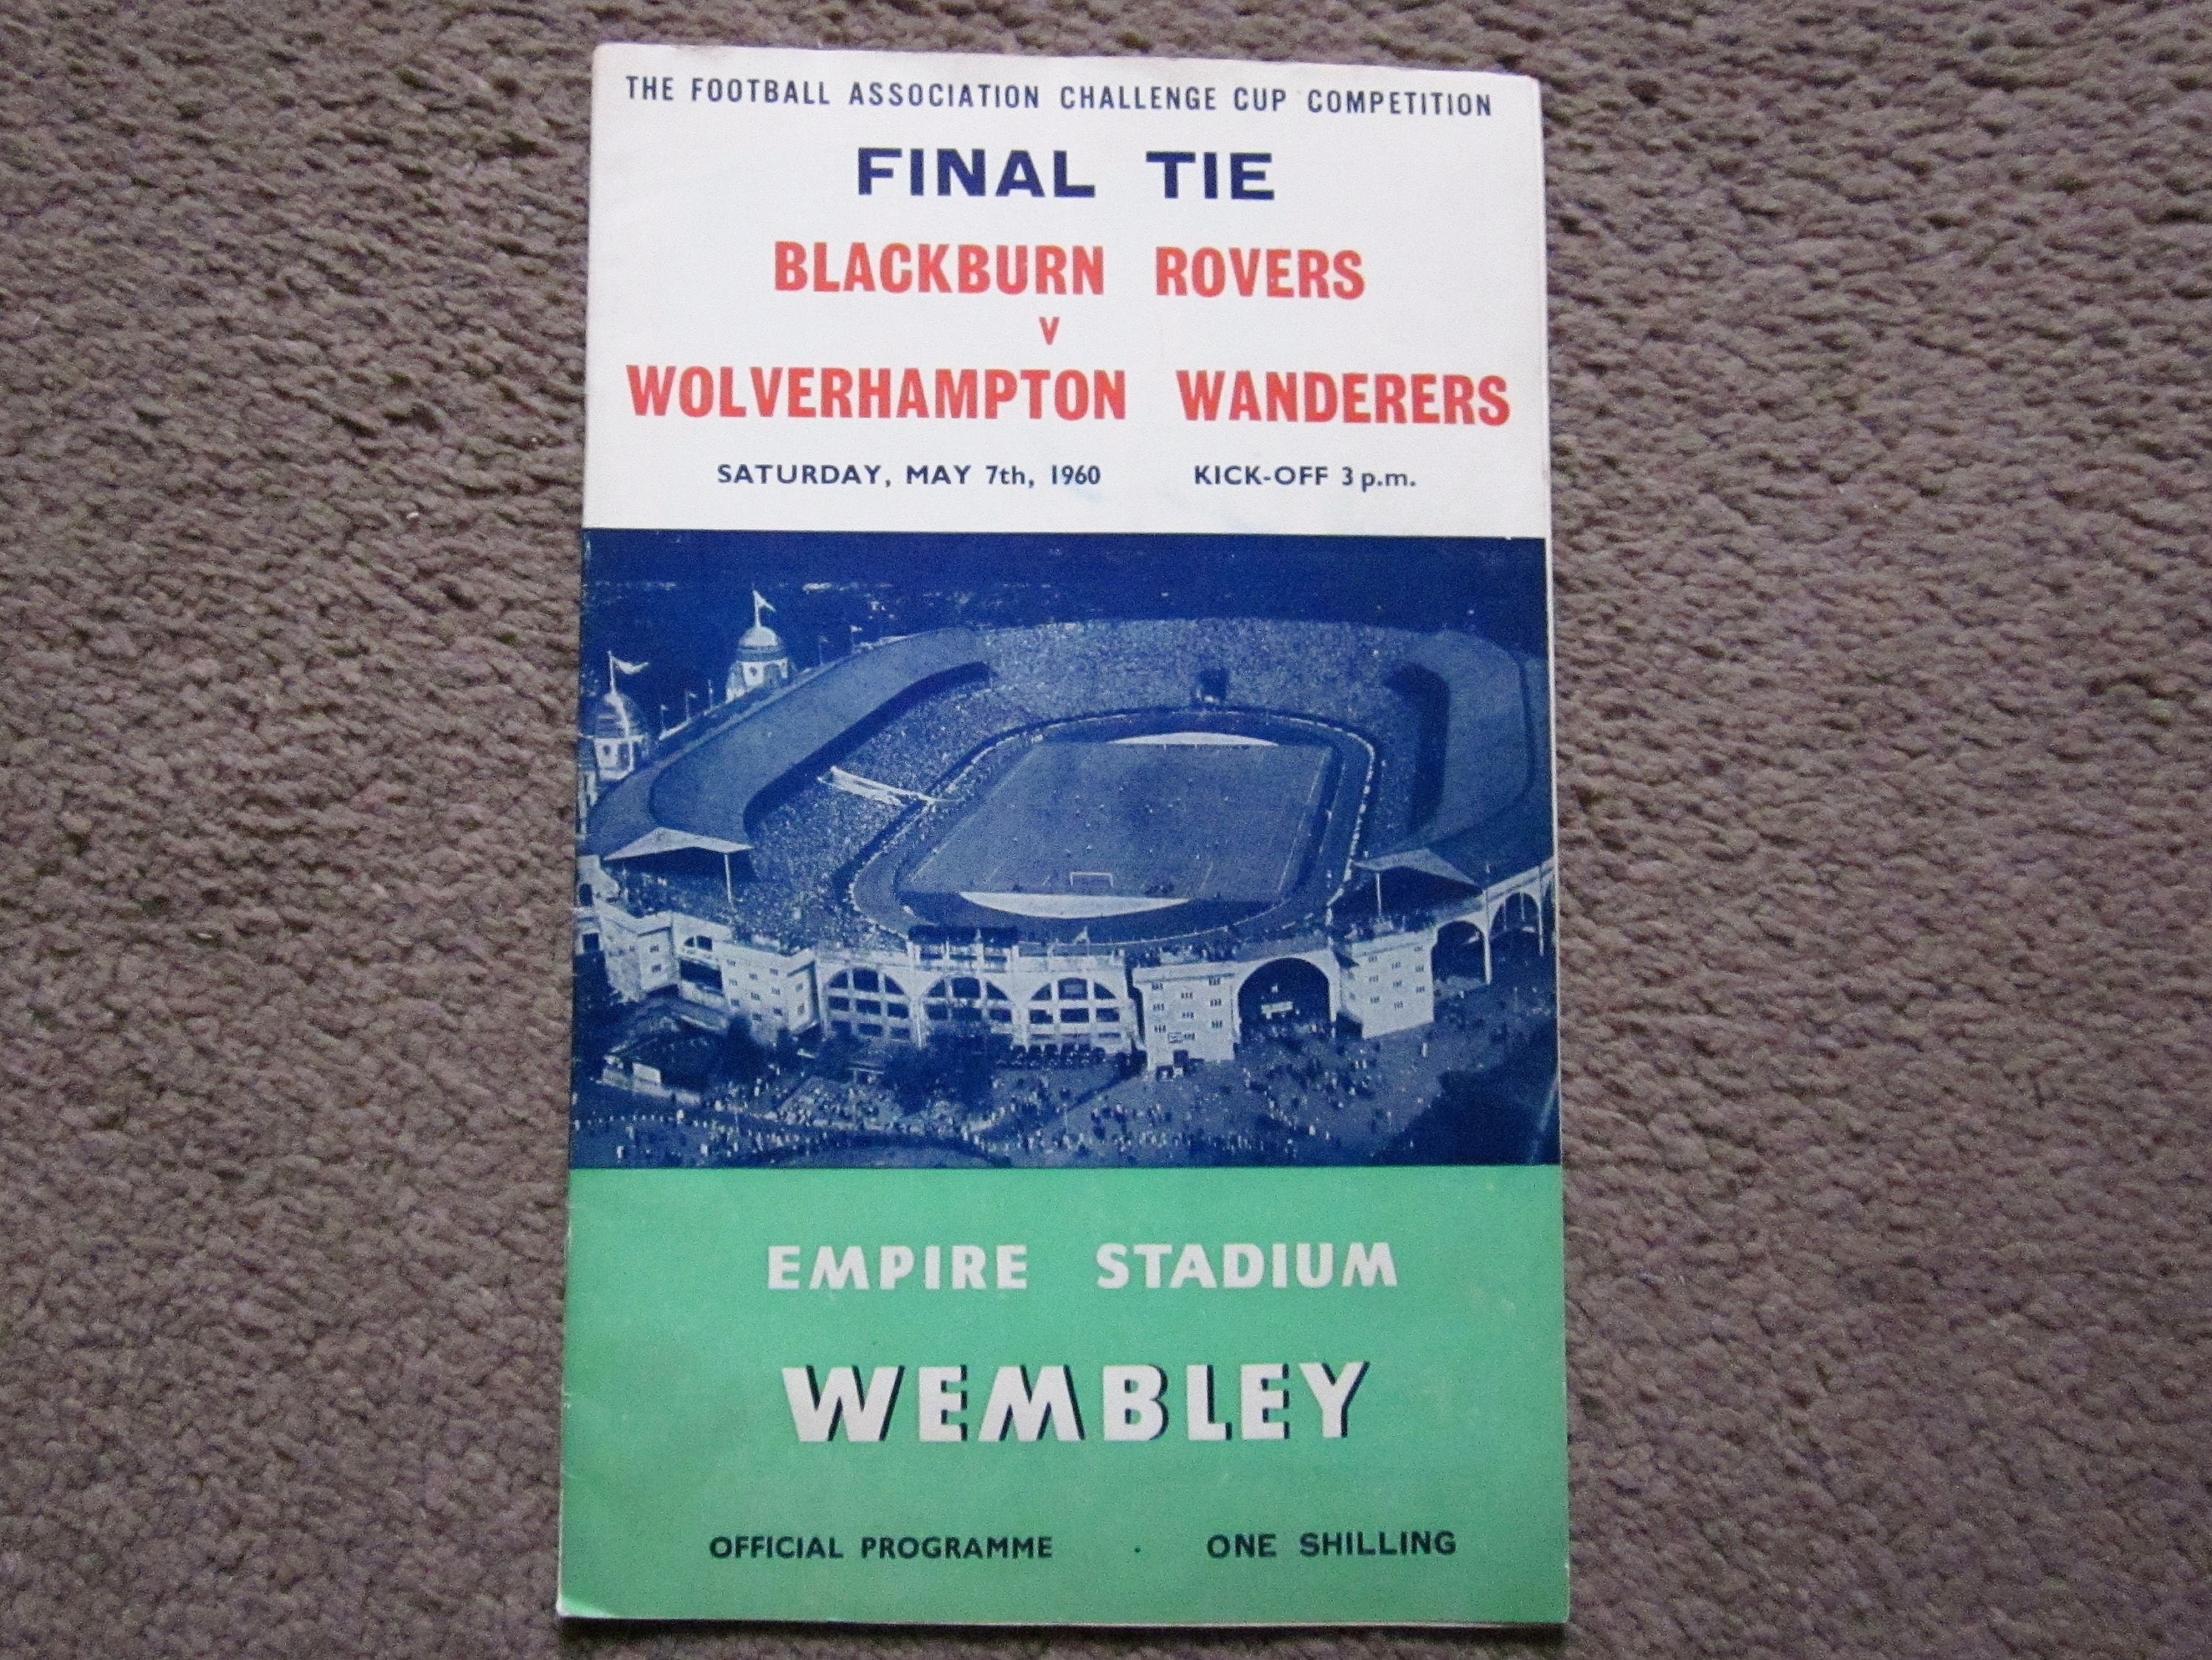 THE FOOTBALL ASSOCIATION CHALLENGE CUP COMPETITION
FINAL TIE
BLACKBURN ROVERS
v
WOLVERHAMPTON WANDERERS
SATURDAY, MAY 7th, 1960 KICK-OFF 3 p.m.
EMPIRE STADIUM
WEMBLEY
OFFICIAL PROGRAMME · ONE SHILLING